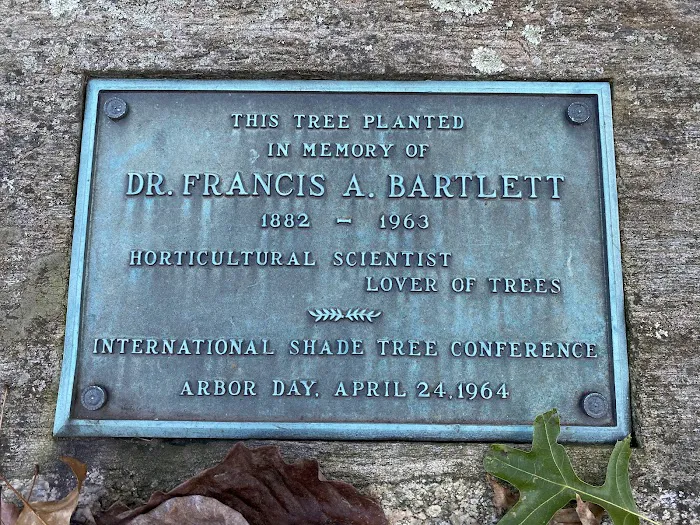 THIS TREE PLANTED
IN MEMORY OF
DR. FRANCIS A. BARTLETT
1882 – 1963
HORTICULTURAL SCIENTIST
LOVER OF TREES
INTERNATIONAL SHADE TREE CONFERENCE
ARBOR DAY, APRIL 24, 1964